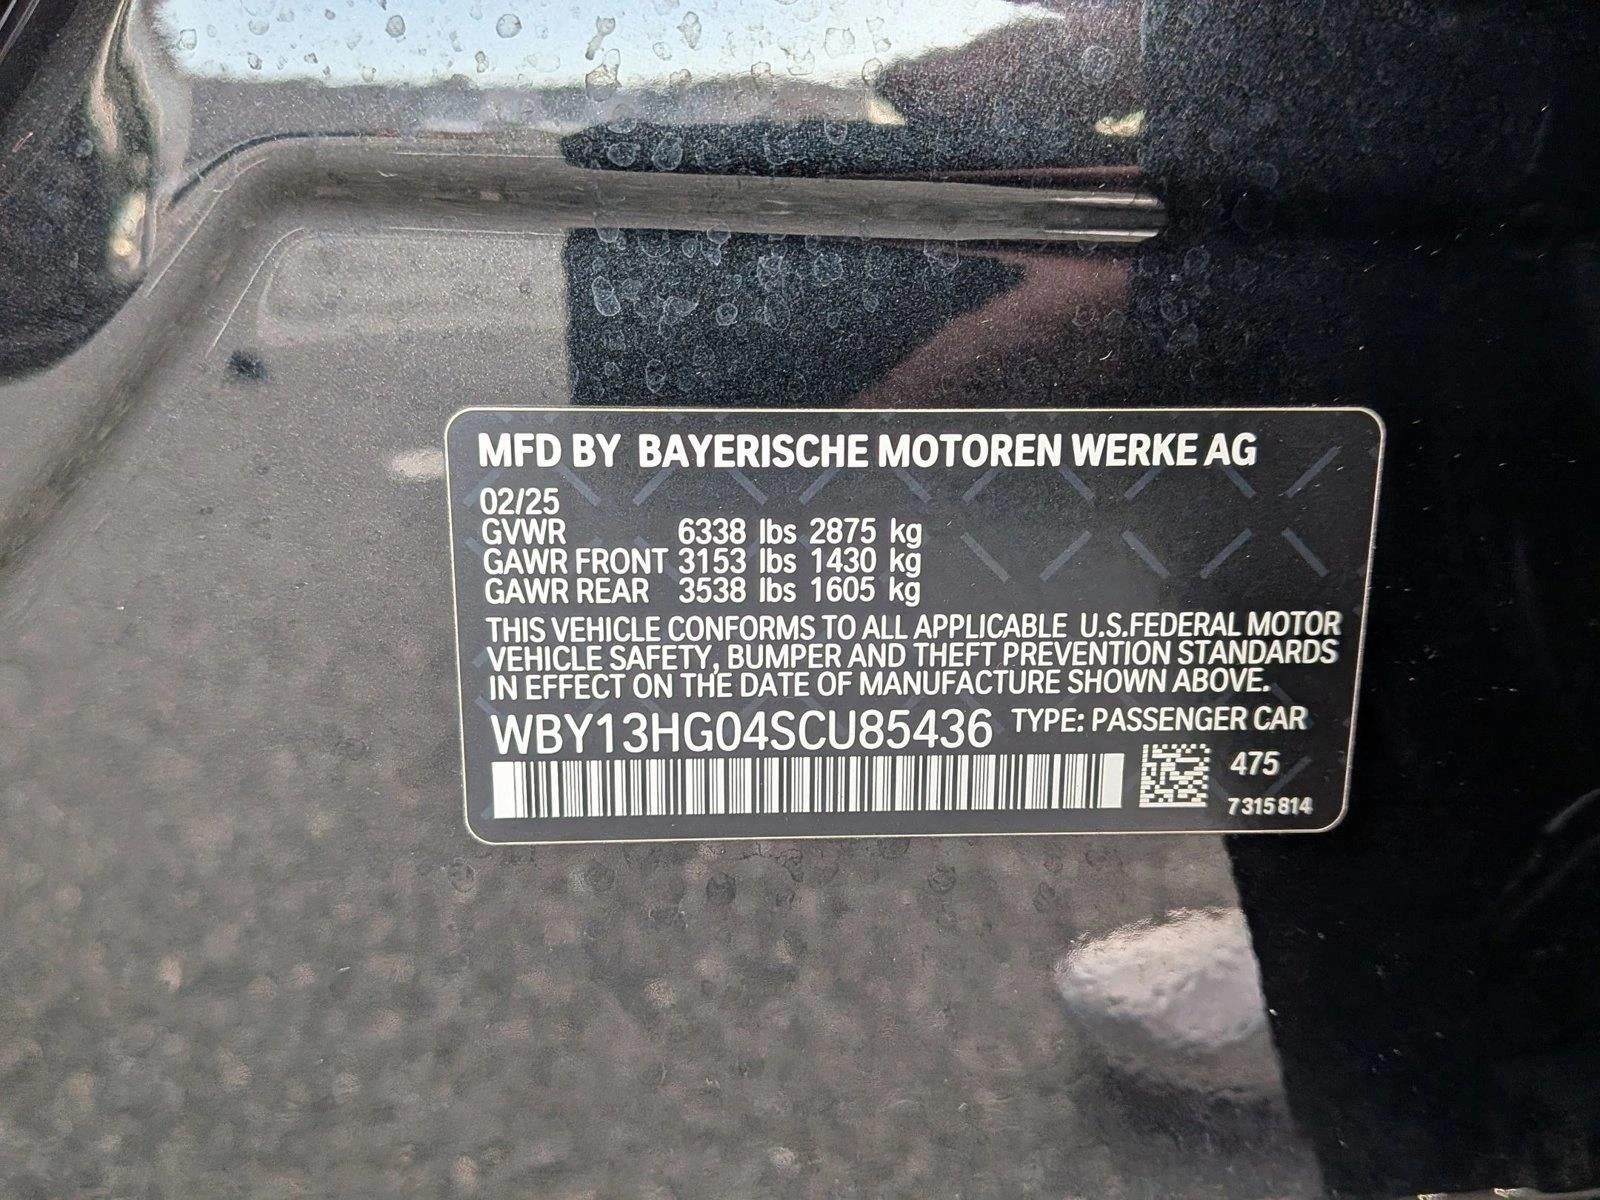 MFD BY BAYERISCHE MOTOREN WERKE AG
02/25
GVWR 6338 lbs 2875 kg
GAWR FRONT 3153 lbs 1430 kg
GAWR REAR 3538 lbs 1605 kg
THIS VEHICLE CONFORMS TO ALL APPLICABLE U.S.FEDERAL MOTOR
VEHICLE SAFETY, BUMPER AND THEFT PREVENTION STANDARDS
IN EFFECT ON THE DATE OF MANUFACTURE SHOWN ABOVE.
WBY13HG04SCU85436 TYPE: PASSENGER CAR
475
7315814